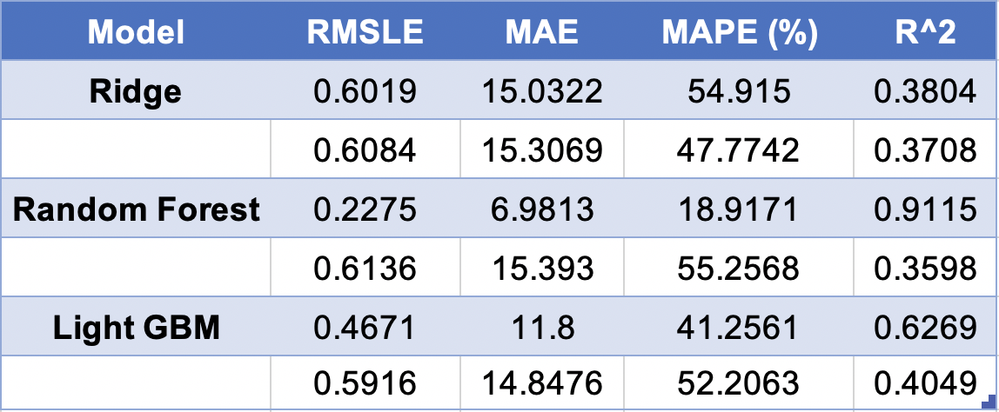 Model RMSLE MAE MAPE (%) R^2
Ridge 0.6019 15.0322 54.915 0.3804
0.6084 15.3069 47.7742 0.3708
Random Forest 0.2275 6.9813 18.9171 0.9115
0.6136 15.393 55.2568 0.3598
Light GBM 0.4671 11.8 41.2561 0.6269
0.5916 14.8476 52.2063 0.4049